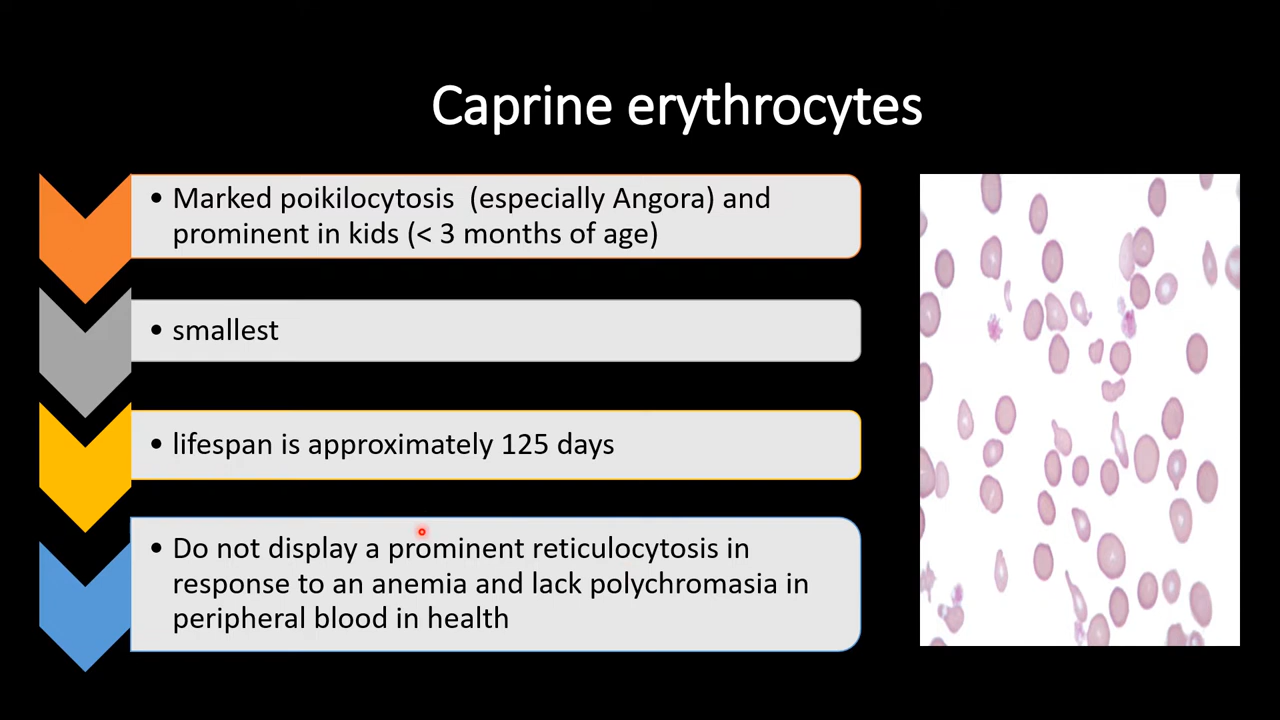 Caprine erythrocytes
• Marked poikilocytosis  (especially Angora) and
prominent in kids (< 3 months of age)
• smallest
• lifespan is approximately 125 days
• Do not display a prominent reticulocytosis in
response to an anemia and lack polychromasia in
peripheral blood in health